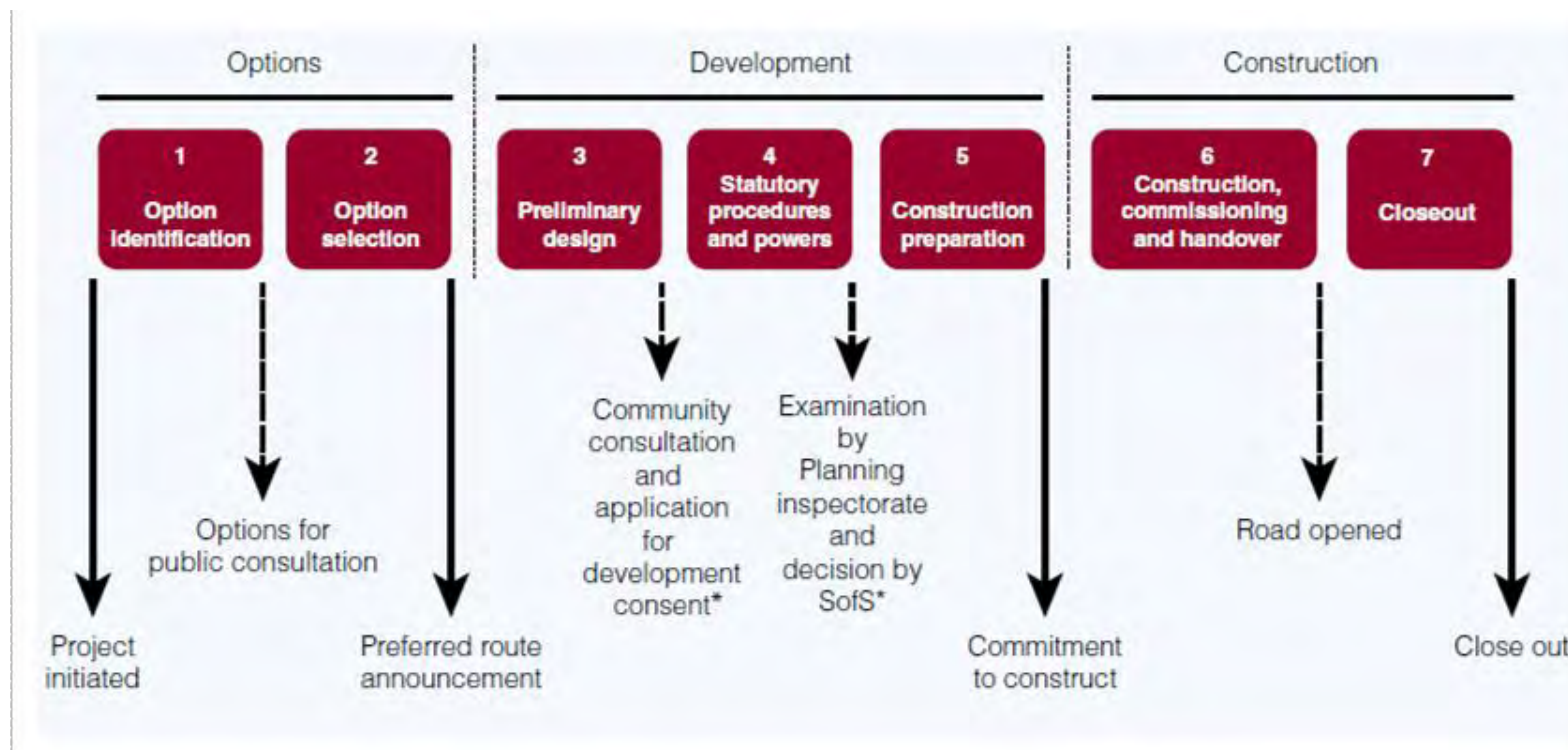 Options
Development
Construction
1
Option
identification
2
Option
selection
3
Preliminary
design
4
Statutory
procedures
and powers
5
Construction
preparation
6
Construction,
commissioning
and handover
7
Closeout
Project
initiated
Options for
public consultation
Preferred route
announcement
Community
consultation
and
application
for
development
consent*
Examination
by
Planning
inspectorate
and
decision by
SofS*
Commitment
to construct
Road opened
Close out